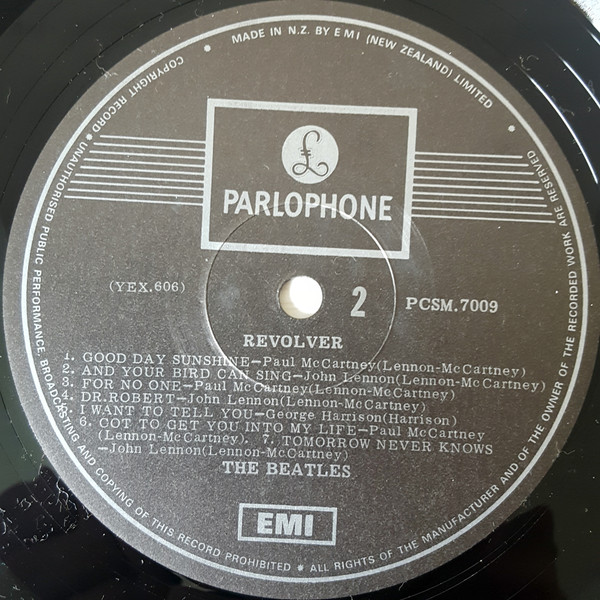 MADE IN N.Z. BY EMI (NEW ZEALAND) LIMITED
£
PARLOPHONE
(YEX.606)
2
PCSM.7009
REVOLVER
1. GOOD DAY SUNSHINE—Paul McCartney(Lennon-McCartney)
2. AND YOUR BIRD CAN SING—John Lennon(Lennon-McCartney)
3. FOR NO ONE—Paul McCartney(Lennon-McCartney)
4. DR.ROBERT—John Lennon(Lennon-McCartney)
5. I WANT TO TELL YOU—George Harrison(Harrison)
6. GOT TO GET YOU INTO MY LIFE—Paul McCartney
(Lennon-McCartney). 7. TOMORROW NEVER KNOWS
—John Lennon(Lennon-McCartney)
THE BEATLES
EMI
COPYRIGHT RECORD • UNAUTHORISED PUBLIC PERFORMANCE, BROADCASTING AND COPYING OF THIS RECORD PROHIBITED * ALL RIGHTS OF THE MANUFACTURER AND OF THE OWNER OF THE RECORDED WORK ARE RESERVED